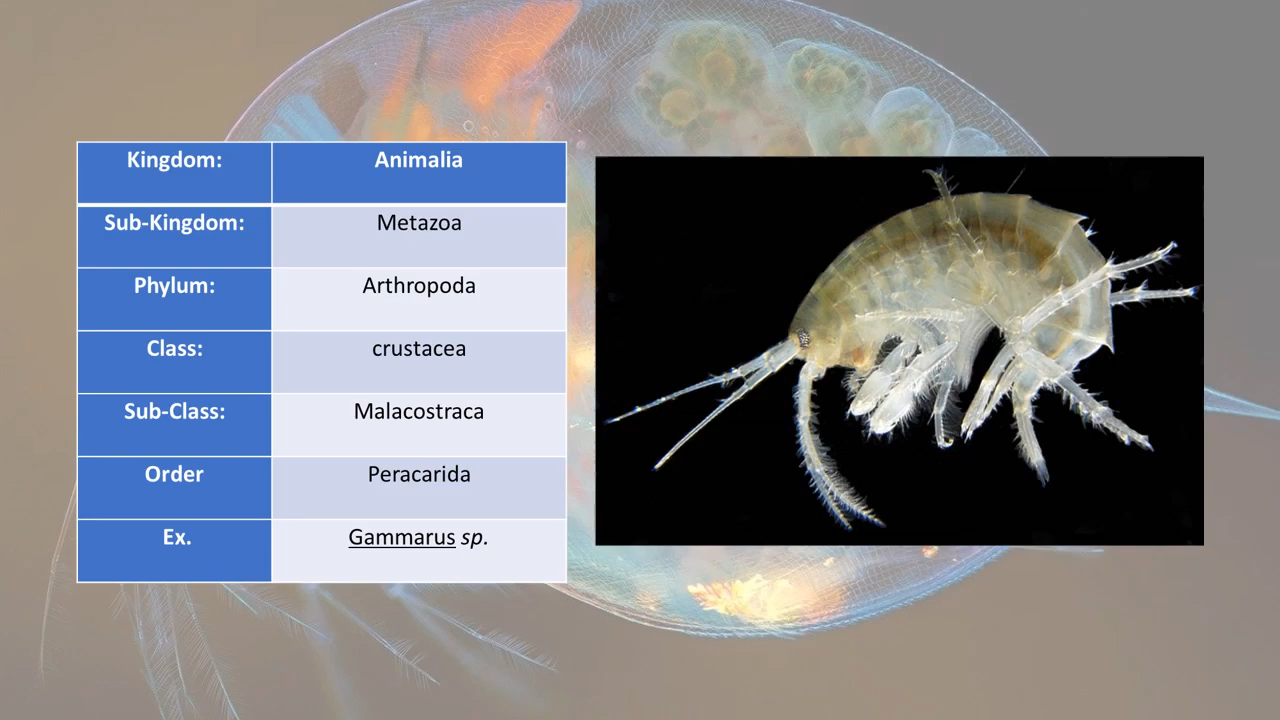 Kingdom: Animalia
Sub-Kingdom: Metazoa
Phylum: Arthropoda
Class: crustacea
Sub-Class: Malacostraca
Order Peracarida
Ex. Gammarus sp.